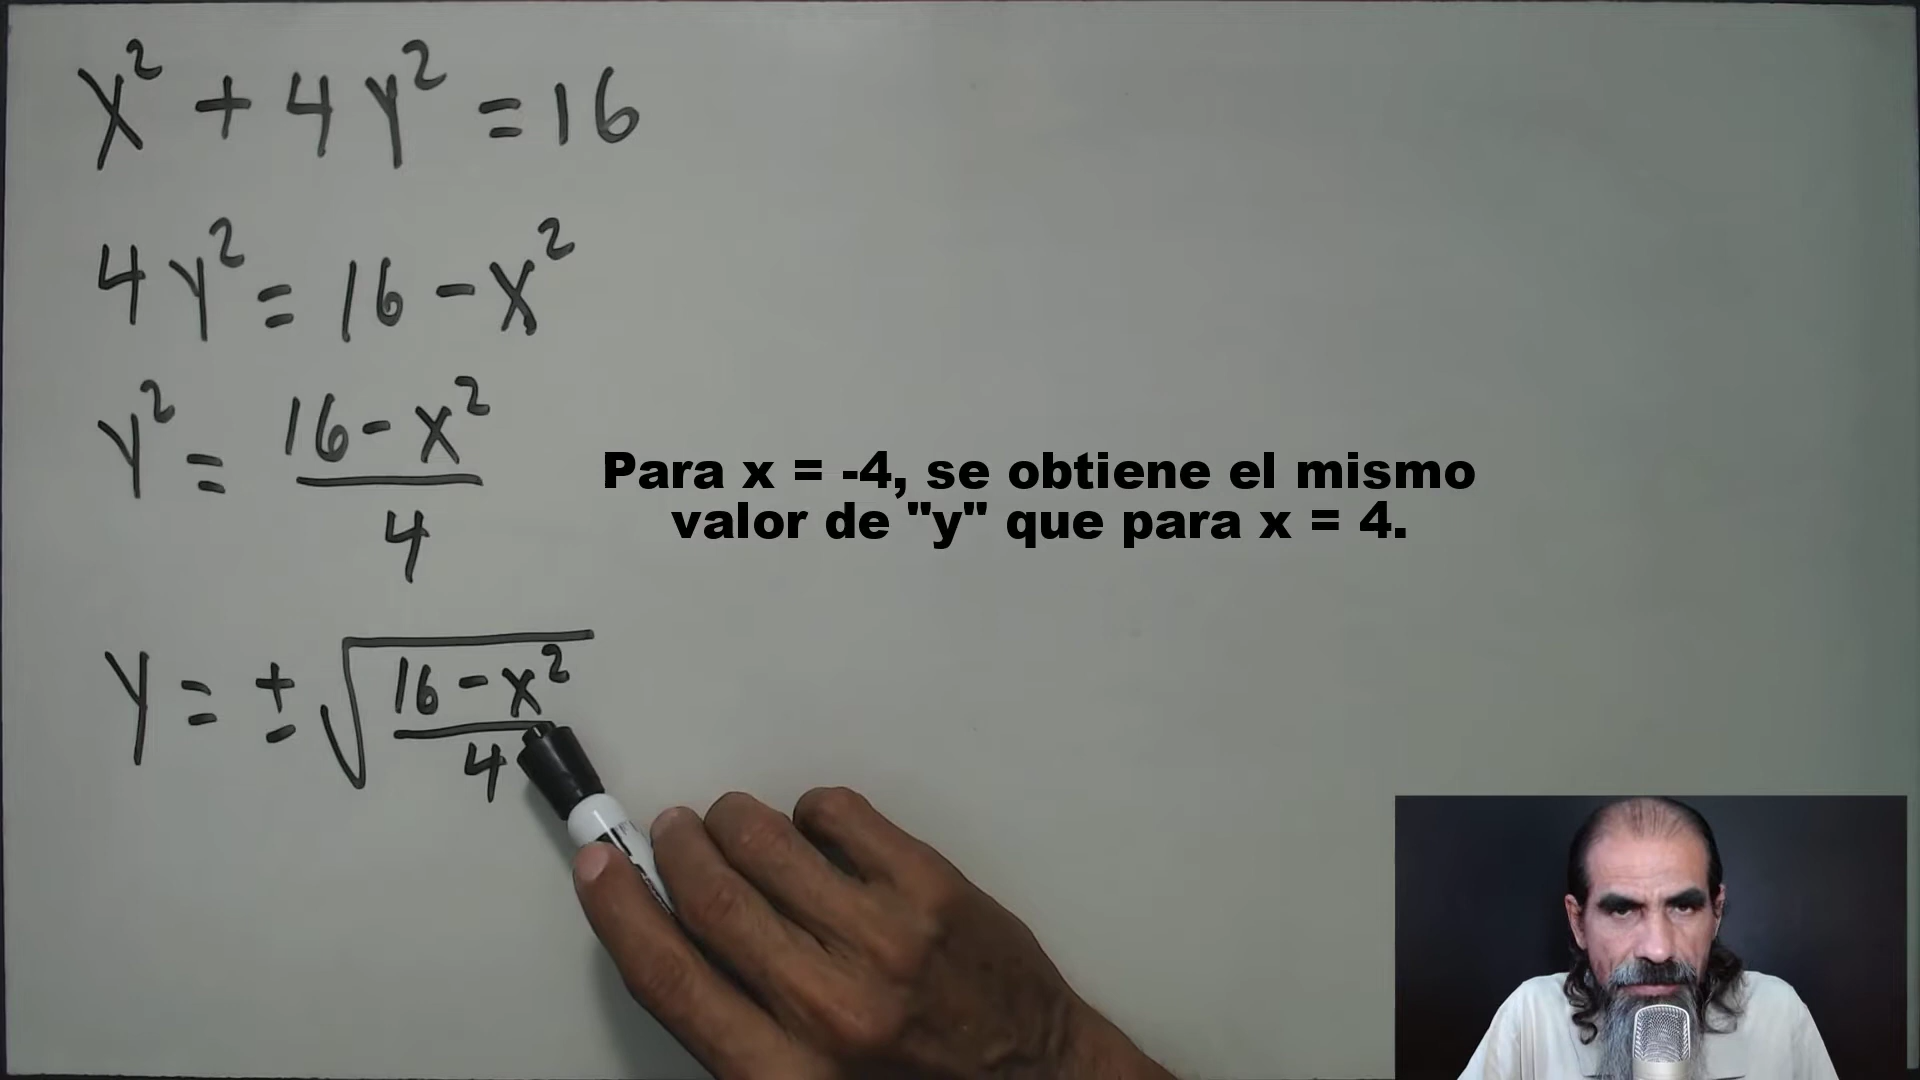 x² + 4y² = 16
4y² = 16 - x²
y² = (16 - x²)/4
Para x = -4, se obtiene el mismo
valor de "y" que para x = 4.
y = ±√((16 - x²)/4)